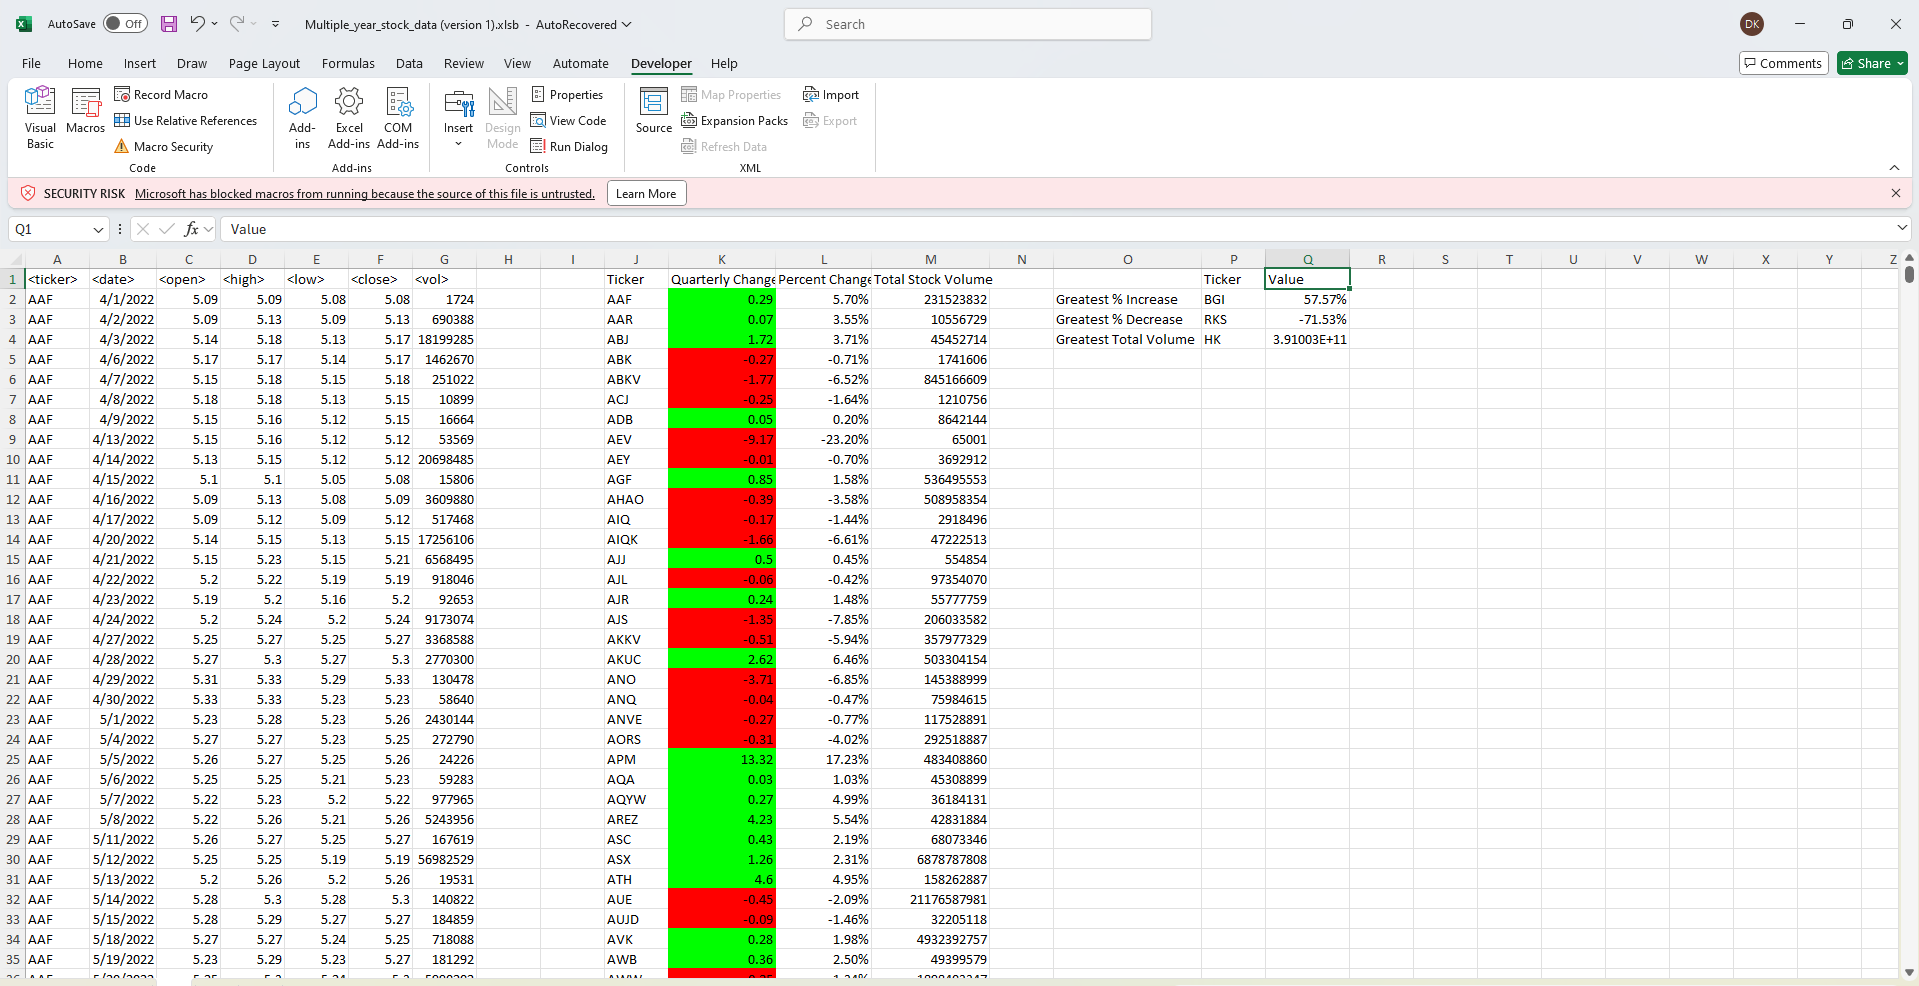 AutoSave Off Multiple_year_stock_data (version 1).xlsb - AutoRecovered Search DK
File Home Insert Draw Page Layout Formulas Data Review View Automate Developer Help Comments Share
Visual Basic Macros Record Macro Use Relative References Macro Security Code
Add-ins Excel Add-ins COM Add-ins Add-ins
Insert Design Mode Properties View Code Run Dialog Controls
Source Map Properties Expansion Packs Refresh Data Import Export XML
SECURITY RISK Microsoft has blocked macros from running because the source of this file is untrusted. Learn More
Q1 fx Value
A B C D E F G H I J K L M N O P Q R S T U V W X Y Z
1 <ticker> <date> <open> <high> <low> <close> <vol> Ticker Quarterly Change Percent Change Total Stock Volume Ticker Value
2 AAF 4/1/2022 5.09 5.09 5.08 5.08 1724 AAF 0.29 5.70% 231523832 Greatest % Increase BGI 57.57%
3 AAF 4/2/2022 5.09 5.13 5.09 5.13 690388 AAR 0.07 3.55% 10556729 Greatest % Decrease RKS -71.53%
4 AAF 4/3/2022 5.14 5.18 5.13 5.17 18199285 ABJ 1.72 3.71% 45452714 Greatest Total Volume HK 3.91003E+11
5 AAF 4/6/2022 5.17 5.17 5.14 5.17 1462670 ABK -0.27 -0.71% 1741606
6 AAF 4/7/2022 5.15 5.18 5.15 5.18 251022 ABKV -1.77 -6.52% 845166609
7 AAF 4/8/2022 5.18 5.18 5.13 5.15 10899 ACJ -0.25 -1.64% 1210756
8 AAF 4/9/2022 5.15 5.16 5.12 5.15 16664 ADB 0.05 0.20% 8642144
9 AAF 4/13/2022 5.15 5.16 5.12 5.12 53569 AEV -9.17 -23.20% 65001
10 AAF 4/14/2022 5.13 5.15 5.12 5.12 20698485 AEY -0.01 -0.70% 3692912
11 AAF 4/15/2022 5.1 5.1 5.05 5.08 15806 AGF 0.85 1.58% 536495553
12 AAF 4/16/2022 5.09 5.13 5.08 5.09 3609880 AHAO -0.39 -3.58% 508958354
13 AAF 4/17/2022 5.09 5.12 5.09 5.12 517468 AIQ -0.17 -1.44% 2918496
14 AAF 4/20/2022 5.14 5.15 5.13 5.15 17256106 AIQK -1.66 -6.61% 47222513
15 AAF 4/21/2022 5.15 5.23 5.15 5.21 6568495 AJJ 0.5 0.45% 554854
16 AAF 4/22/2022 5.2 5.22 5.19 5.19 918046 AJL -0.06 -0.42% 97354070
17 AAF 4/23/2022 5.19 5.2 5.16 5.2 92653 AJR 0.24 1.48% 55777759
18 AAF 4/24/2022 5.2 5.24 5.2 5.24 9173074 AJS -1.35 -7.85% 206033582
19 AAF 4/27/2022 5.25 5.27 5.25 5.27 3368588 AKKV -0.51 -5.94% 357977329
20 AAF 4/28/2022 5.27 5.3 5.27 5.3 2770300 AKUC 2.62 6.46% 503304154
21 AAF 4/29/2022 5.31 5.33 5.29 5.33 130478 ANO -3.71 -6.85% 145388999
22 AAF 4/30/2022 5.33 5.33 5.23 5.23 58640 ANQ -0.04 -0.47% 75984615
23 AAF 5/1/2022 5.23 5.28 5.23 5.26 2430144 ANVE -0.27 -0.77% 117528891
24 AAF 5/4/2022 5.27 5.27 5.23 5.25 272790 AORS -0.31 -4.02% 292518887
25 AAF 5/5/2022 5.26 5.27 5.25 5.26 24226 APM 13.32 17.23% 483408860
26 AAF 5/6/2022 5.25 5.25 5.21 5.23 59283 AQA 0.03 1.03% 45308899
27 AAF 5/7/2022 5.22 5.23 5.2 5.22 977965 AQYW 0.27 4.99% 36184131
28 AAF 5/8/2022 5.22 5.26 5.21 5.26 5243956 AREZ 4.23 5.54% 42831884
29 AAF 5/11/2022 5.26 5.27 5.25 5.27 167619 ASC 0.43 2.19% 68073346
30 AAF 5/12/2022 5.25 5.25 5.19 5.19 56982529 ASX 1.26 2.31% 6878787808
31 AAF 5/13/2022 5.2 5.26 5.2 5.26 19531 ATH 4.6 4.95% 158262887
32 AAF 5/14/2022 5.28 5.3 5.28 5.3 140822 AUE -0.45 -2.09% 21176587981
33 AAF 5/15/2022 5.28 5.29 5.27 5.27 184859 AUJD -0.09 -1.46% 32205118
34 AAF 5/18/2022 5.27 5.27 5.24 5.25 718088 AVK 0.28 1.98% 4932392757
35 AAF 5/19/2022 5.23 5.29 5.23 5.27 181292 AWB 0.36 2.50% 49399579